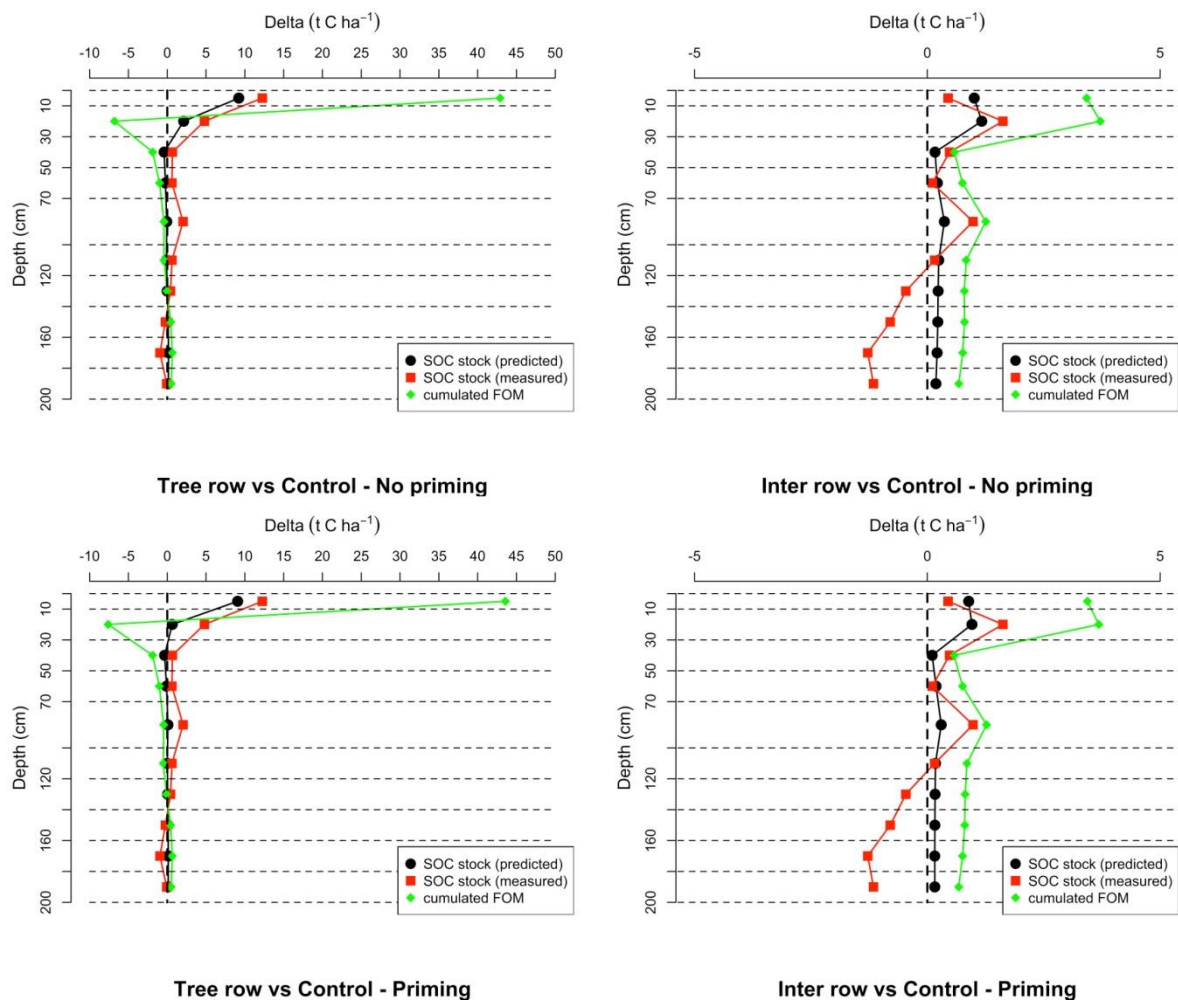 Delta (t C ha⁻¹)
-10 -5 0 5 10 15 20 25 30 35 40 45 50
Depth (cm)
10
30
50
70
120
160
200
SOC stock (predicted)
SOC stock (measured)
cumulated FOM
Tree row vs Control - No priming
Delta (t C ha⁻¹)
-5 0 5
Depth (cm)
10
30
50
70
120
160
200
SOC stock (predicted)
SOC stock (measured)
cumulated FOM
Inter row vs Control - No priming
Delta (t C ha⁻¹)
-10 -5 0 5 10 15 20 25 30 35 40 45 50
Depth (cm)
10
30
50
70
120
160
200
SOC stock (predicted)
SOC stock (measured)
cumulated FOM
Tree row vs Control - Priming
Delta (t C ha⁻¹)
-5 0 5
Depth (cm)
10
30
50
70
120
160
200
SOC stock (predicted)
SOC stock (measured)
cumulated FOM
Inter row vs Control - Priming